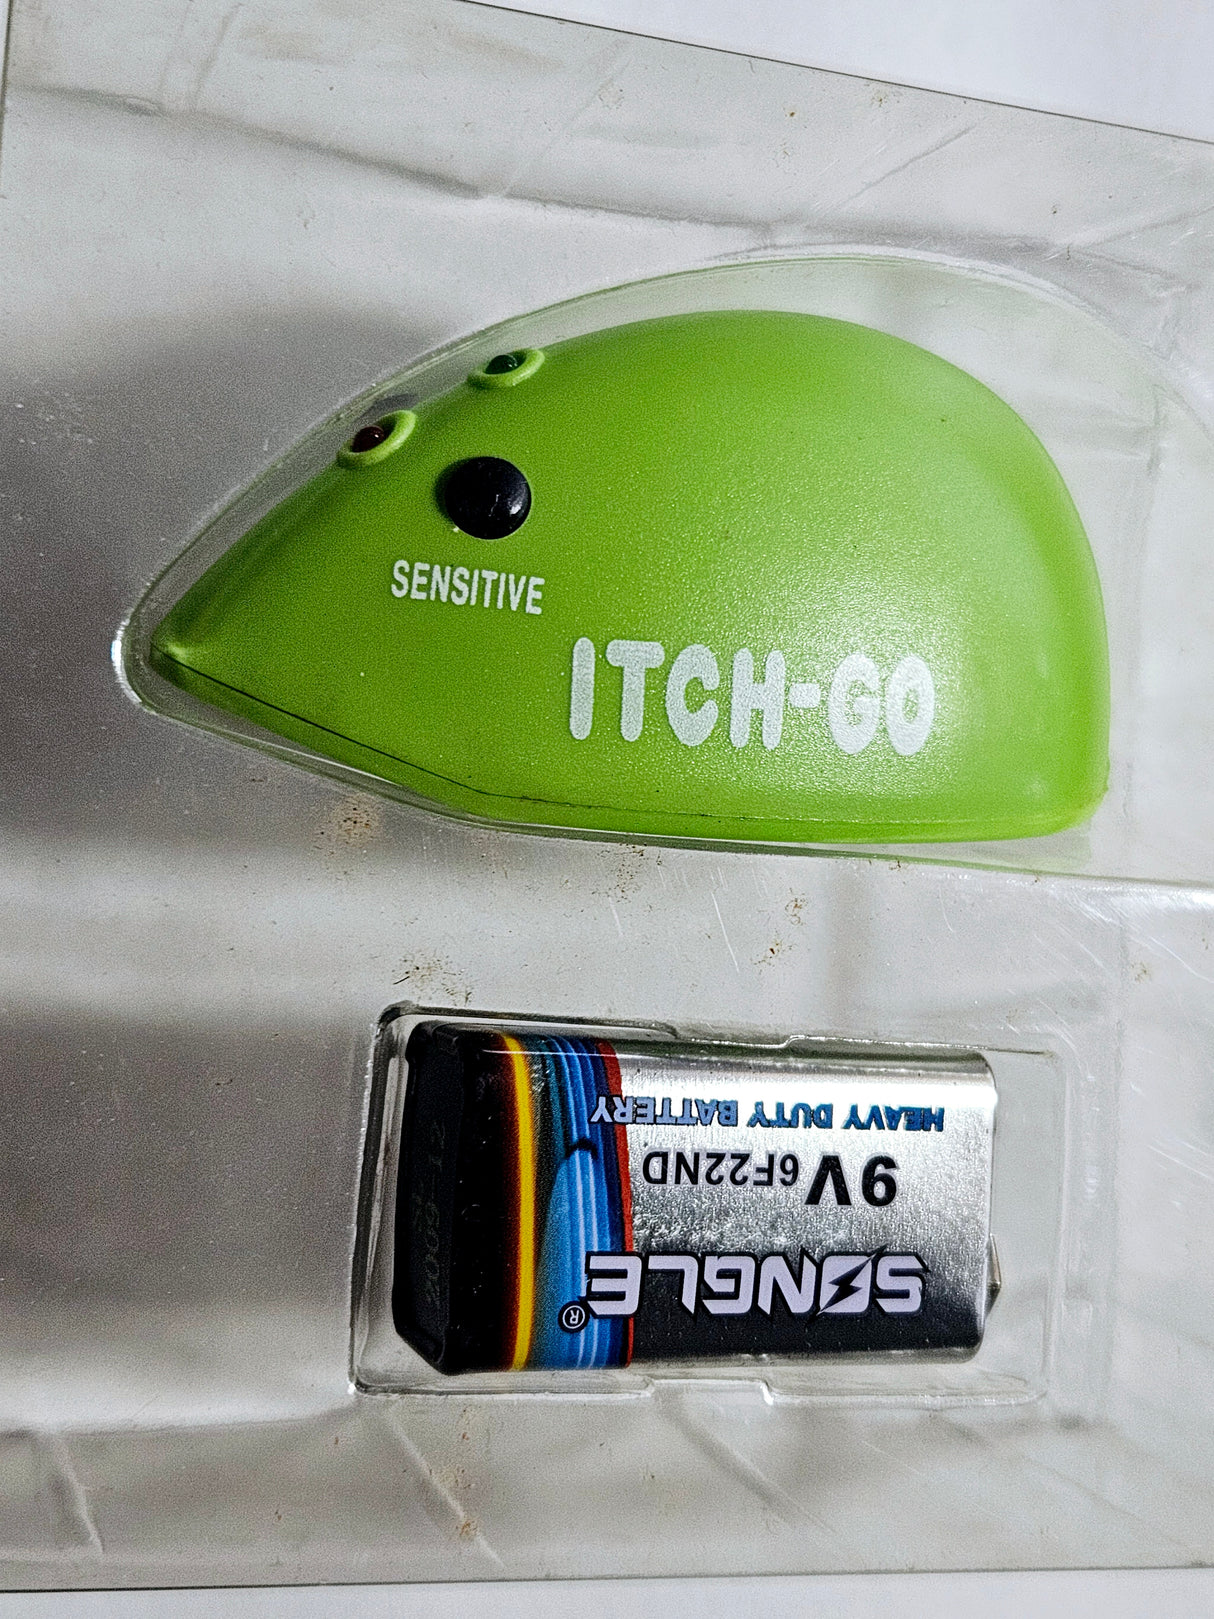 SENSITIVE
ITCH-GO
SONGLE®
9V 6F22ND
HEAVY DUTY BATTERY